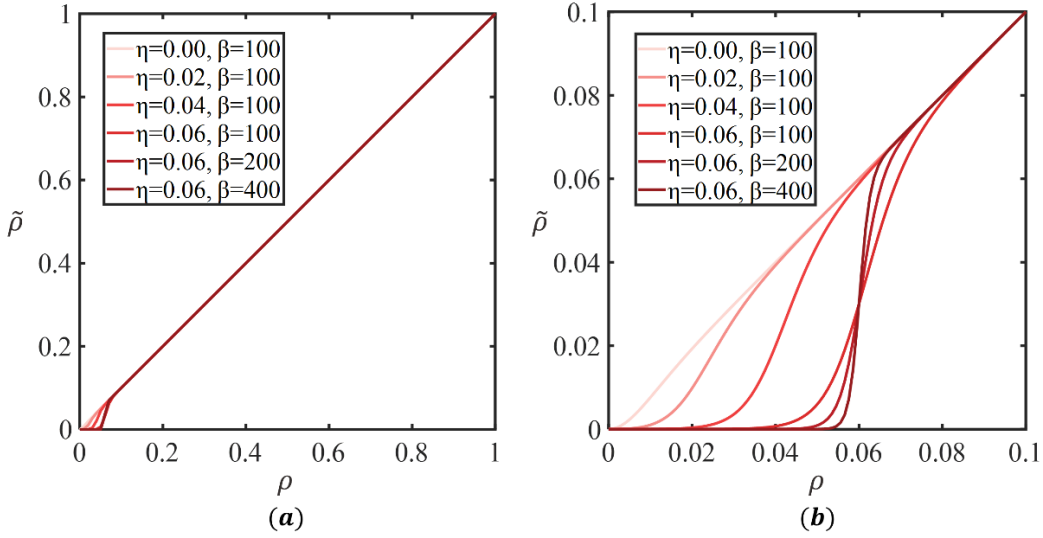 1
0.8
0.6
0.4
0.2
0
ρ̃
η=0.00, β=100
η=0.02, β=100
η=0.04, β=100
η=0.06, β=100
η=0.06, β=200
η=0.06, β=400
0 0.2 0.4 0.6 0.8 1
ρ
(a)
0.1
0.08
0.06
0.04
0.02
0
ρ̃
η=0.00, β=100
η=0.02, β=100
η=0.04, β=100
η=0.06, β=100
η=0.06, β=200
η=0.06, β=400
0 0.02 0.04 0.06 0.08 0.1
ρ
(b)